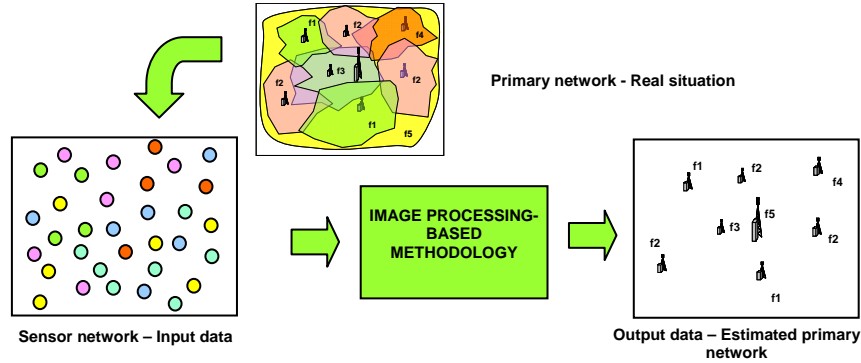 f1
f2
f4
f3
f2
f2
f1
f5
Primary network - Real situation
IMAGE PROCESSING-
BASED
METHODOLOGY
f1
f2
f4
f5
f3
f2
f2
f1
Sensor network – Input data
Output data – Estimated primary
network